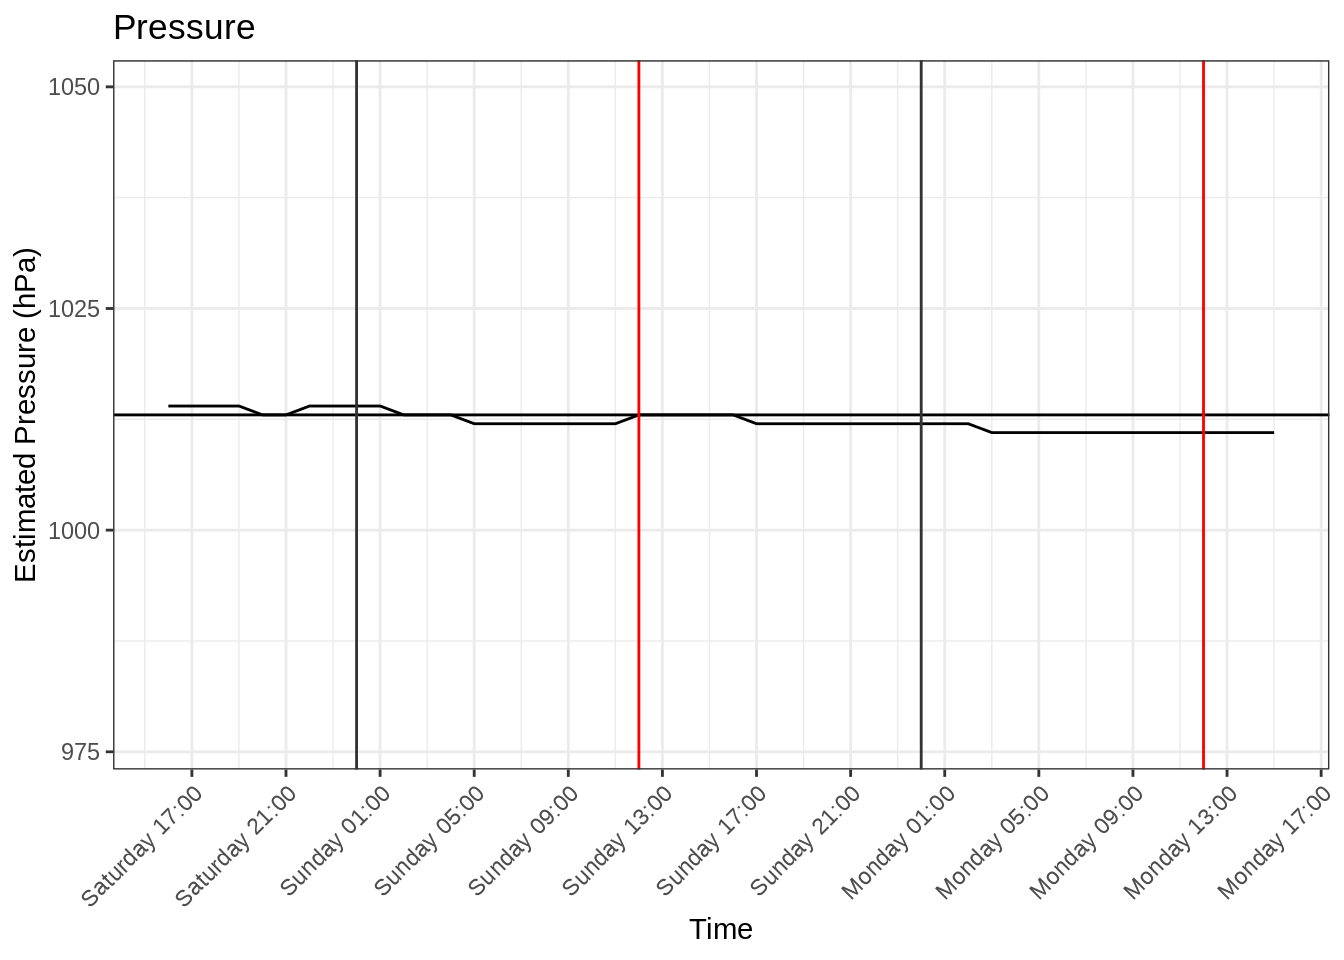 Pressure
Estimated Pressure (hPa)
1050
1025
1000
975
Saturday 17:00
Saturday 21:00
Sunday 01:00
Sunday 05:00
Sunday 09:00
Sunday 13:00
Sunday 17:00
Sunday 21:00
Monday 01:00
Monday 05:00
Monday 09:00
Monday 13:00
Monday 17:00
Time